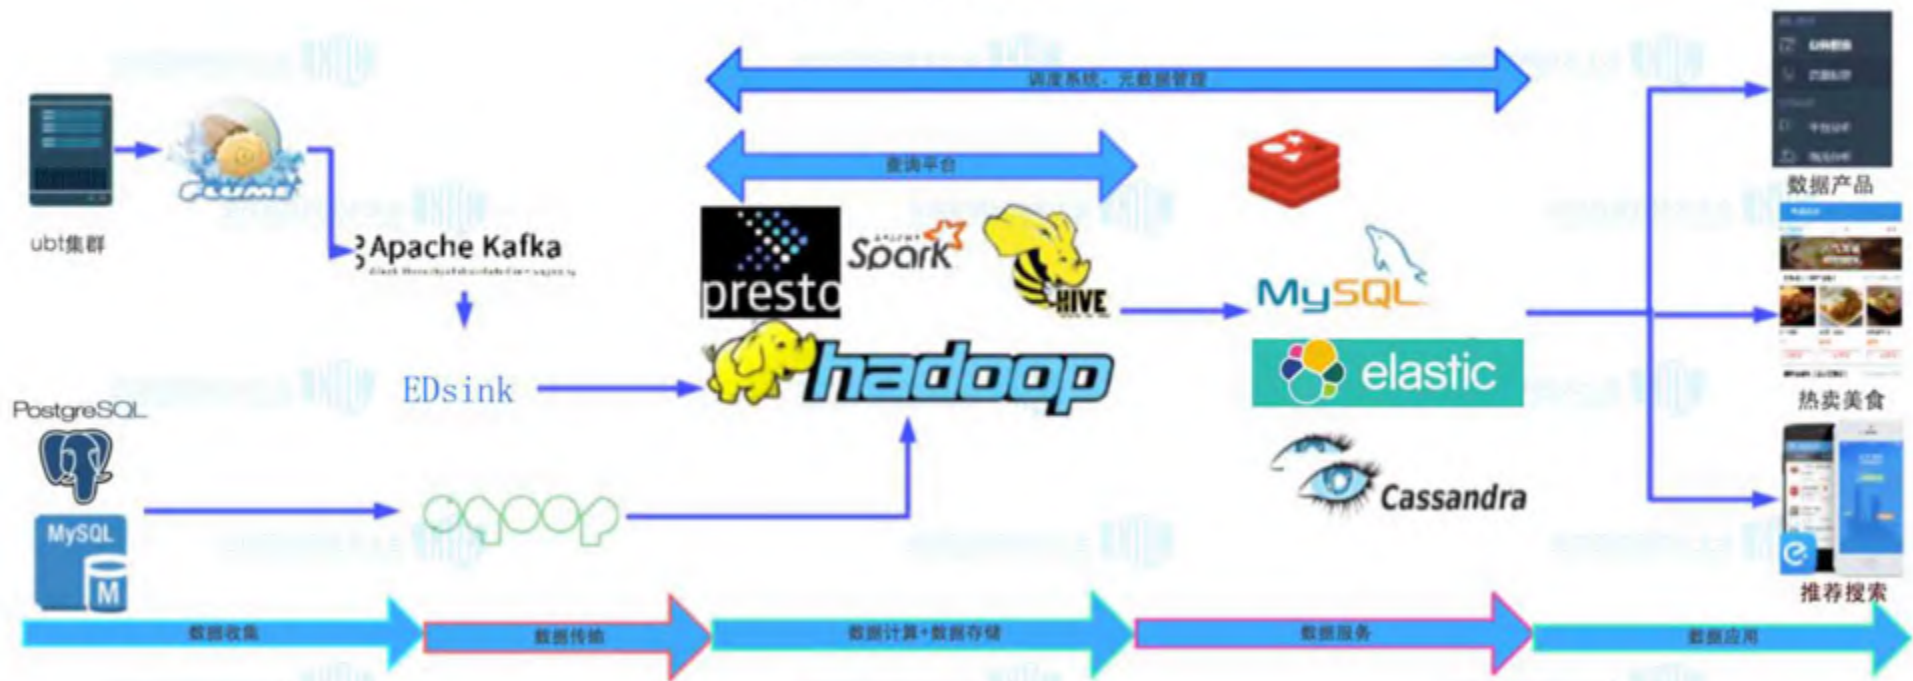 调度系统、元数据管理
查询平台
ubt集群
FLUME
Apache Kafka
presto
APACHE
Spark
HIVE
hadoop
EDsink
PostgreSQL
MySQL
M
sqoop
MySQL
elastic
Cassandra
数据产品
热卖美食
推荐搜索
数据收集
数据传输
数据计算+数据存储
数据服务
数据应用